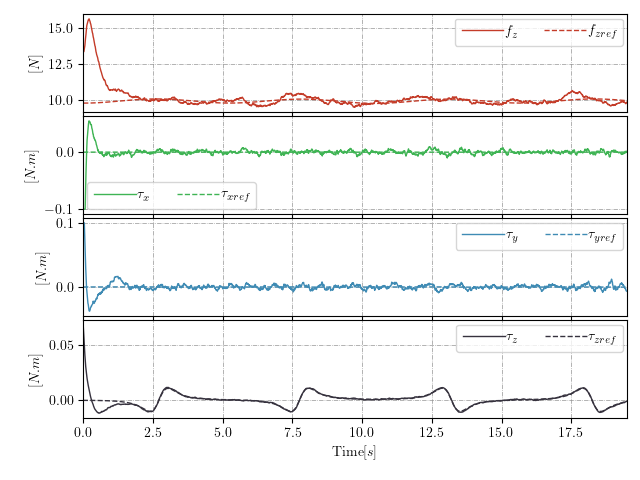 15.0
12.5
10.0
[N]
f_z
f_zref
0.0
−0.1
[N.m]
τ_x
τ_xref
0.1
0.0
[N.m]
τ_y
τ_yref
0.05
0.00
[N.m]
τ_z
τ_zref
0.0 2.5 5.0 7.5 10.0 12.5 15.0 17.5
Time[s]